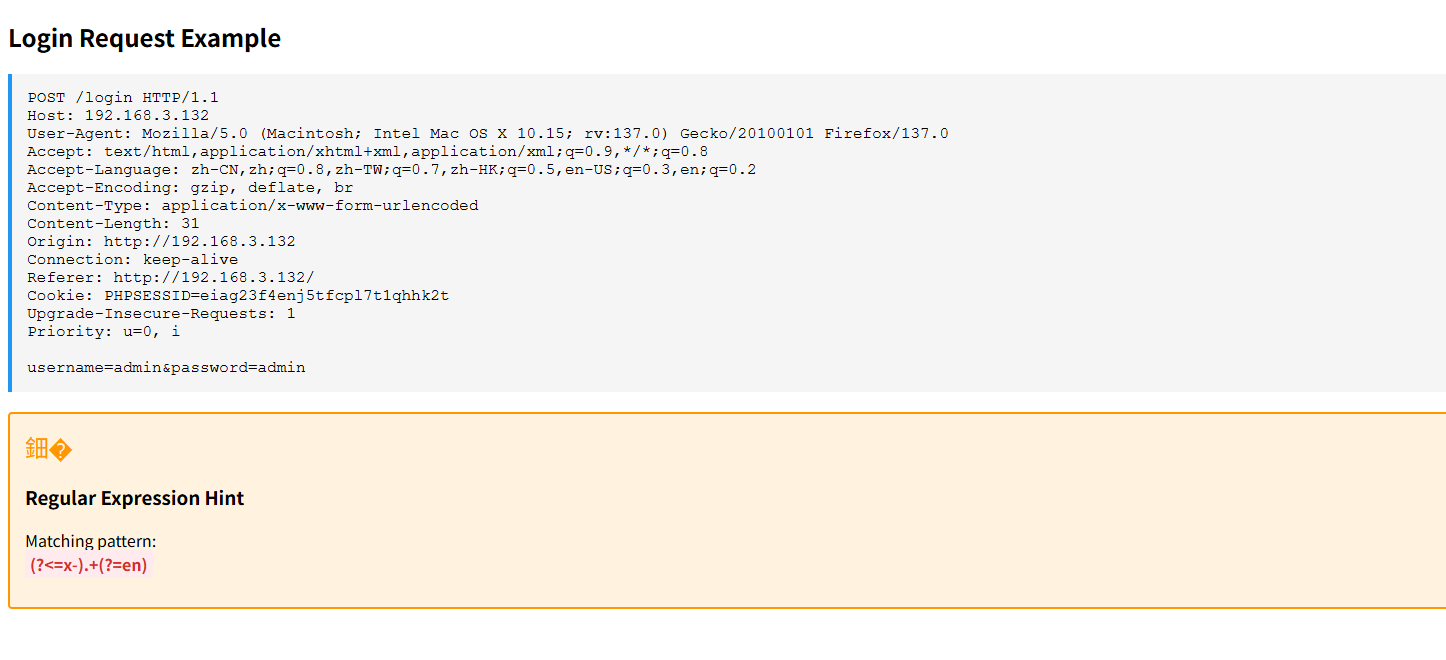 Login Request Example
POST /login HTTP/1.1
Host: 192.168.3.132
User-Agent: Mozilla/5.0 (Macintosh; Intel Mac OS X 10.15; rv:137.0) Gecko/20100101 Firefox/137.0
Accept: text/html,application/xhtml+xml,application/xml;q=0.9,*/*;q=0.8
Accept-Language: zh-CN,zh;q=0.8,zh-TW;q=0.7,zh-HK;q=0.5,en-US;q=0.3,en;q=0.2
Accept-Encoding: gzip, deflate, br
Content-Type: application/x-www-form-urlencoded
Content-Length: 31
Origin: http://192.168.3.132
Connection: keep-alive
Referer: http://192.168.3.132/
Cookie: PHPSESSID=eiag23f4enj5tfcpl7t1qhhk2t
Upgrade-Insecure-Requests: 1
Priority: u=0, i
username=admin&password=admin
鈿�
Regular Expression Hint
Matching pattern:
(?<=x-).+(?=en)